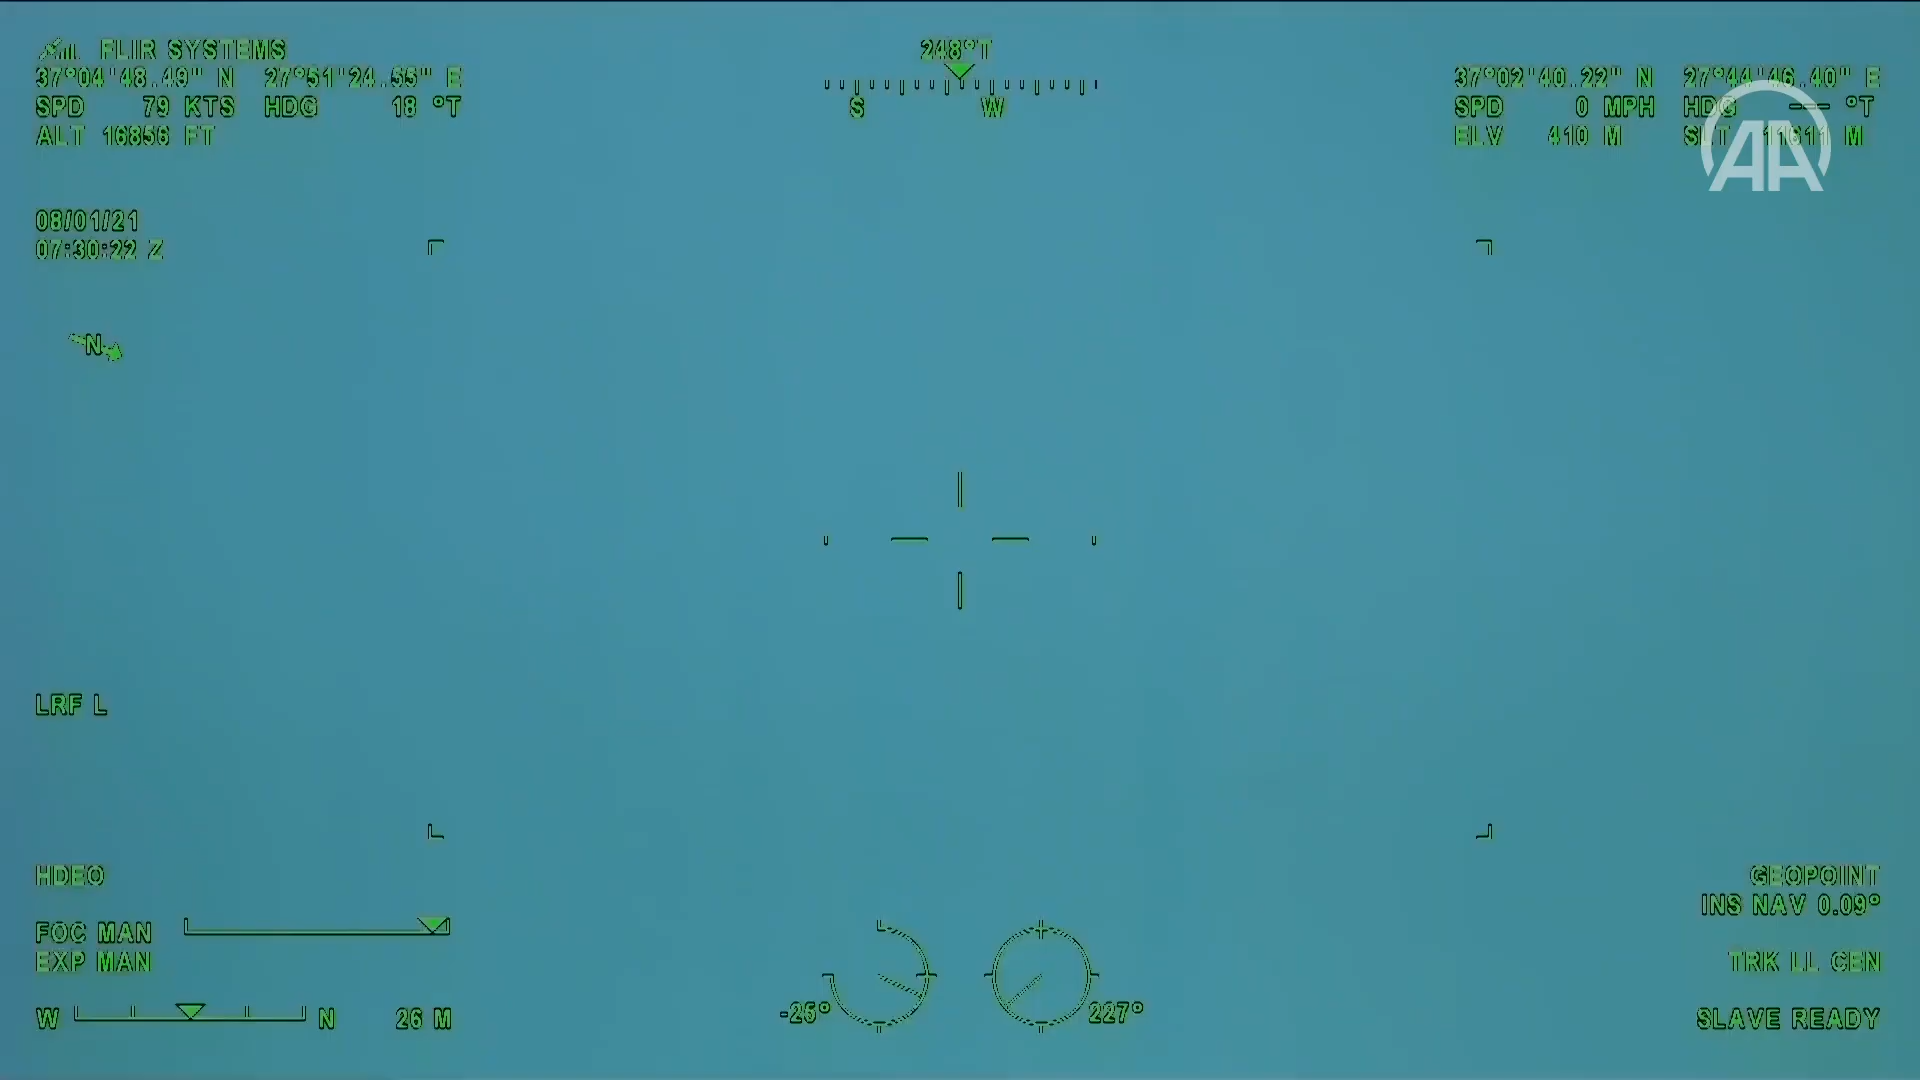 FLIR SYSTEMS
248°T
37°04'48.49" N 27°51'24.55" E
37°02'40.22" N 27°44'46.40" E
SPD 79 KTS HDG 18 °T
SPD 0 MPH HDG --- °T
S W
ALT 16856 FT
ELV 410 M SLT 11611 M
AA
08/01/21
07:30:22 Z
N
LRF L
HDEO
GEOPOINT
INS NAV 0.09°
FOC MAN
EXP MAN
TRK LL CEN
W N 26 M
-25°
227°
SLAVE READY